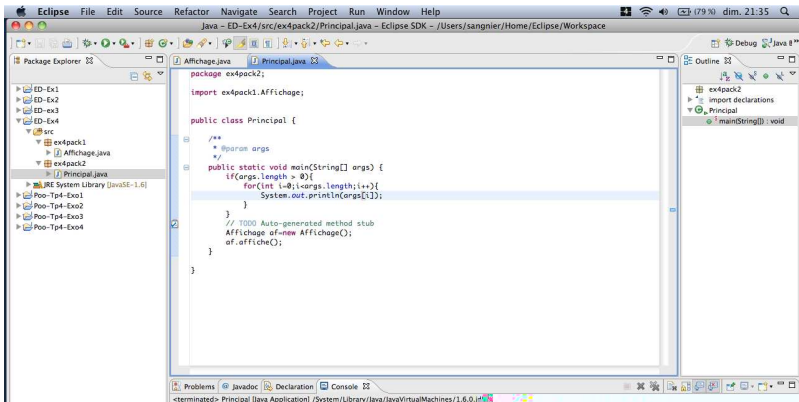 Eclipse File Edit Source Refactor Navigate Search Project Run Window Help (79 %) dim. 21:35
Java – ED-Ex4/src/ex4pack2/Principal.java – Eclipse SDK – /Users/sangnier/Home/Eclipse/Workspace
Debug Java
Package Explorer
ED-Ex1
ED-Ex2
ED-ex3
ED-Ex4
src
ex4pack1
Affichage.java
ex4pack2
Principal.java
JRE System Library [JavaSE-1.6]
Poo-Tp4-Exo1
Poo-Tp4-Exo2
Poo-Tp4-Exo3
Poo-Tp4-Exo4
Affichage.java Principal.java
package ex4pack2;
import ex4pack1.Affichage;
public class Principal {
/**
* @param args
*/
public static void main(String[] args) {
if(args.length > 0){
for(int i=0;i<args.length;i++){
System.out.println(args[i]);
}
}
// TODO Auto-generated method stub
Affichage af=new Affichage();
af.affiche();
}
}
Outline
ex4pack2
import declarations
Principal
main(String[]) : void
Problems @ Javadoc Declaration Console
<terminated> Principal [Java Application] /System/Library/Java/JavaVirtualMachines/1.6.0.jd